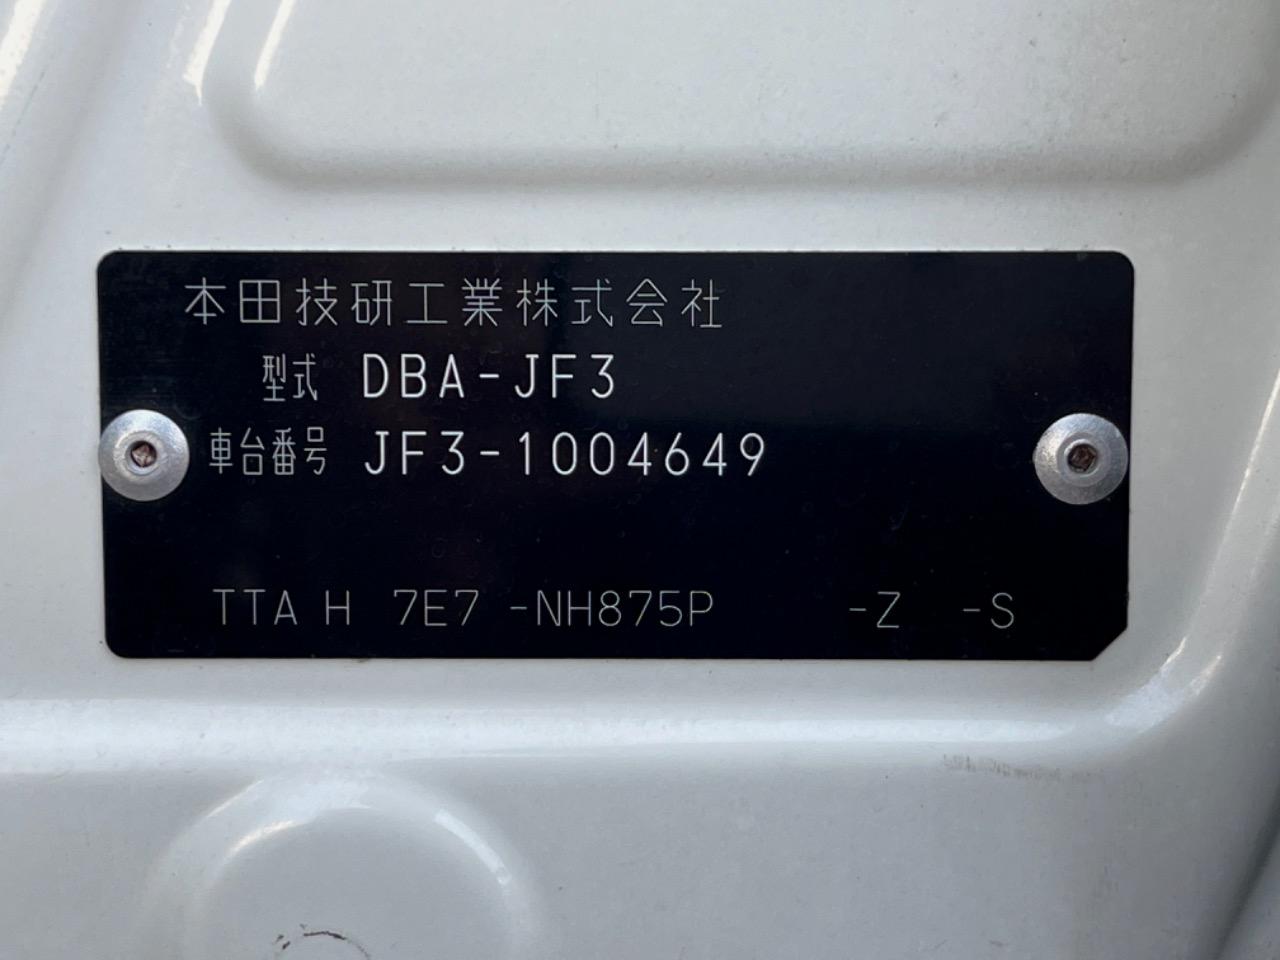 本田技研工業株式会社
型式 DBA-JF3
車台番号 JF3-1004649
TTA H 7E7 -NH875P -Z -S